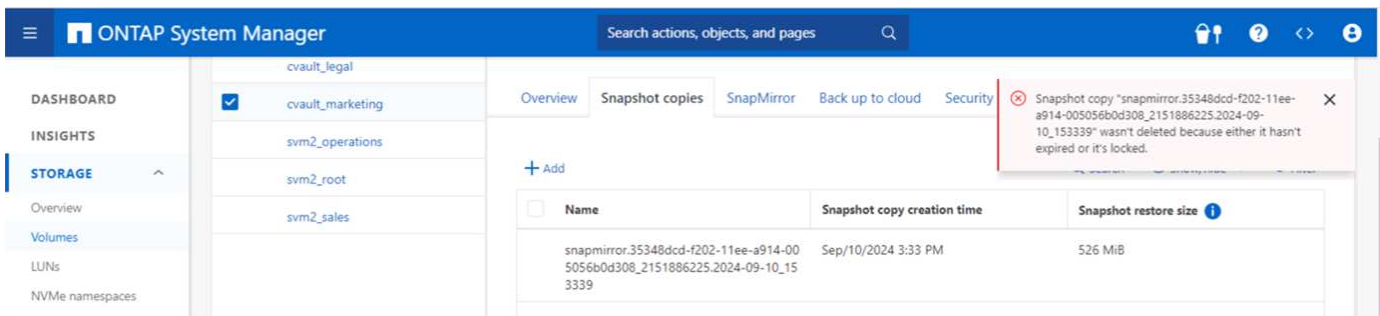 ONTAP System Manager
Search actions, objects, and pages
DASHBOARD
INSIGHTS
STORAGE
Overview
Volumes
LUNs
NVMe namespaces
cvault_legal
cvault_marketing
svm2_operations
svm2_root
svm2_sales
Overview Snapshot copies SnapMirror Back up to cloud Security
Snapshot copy "snapmirror.35348dcd-f202-11ee-
a914-005056b0d308_2151886225.2024-09-
10_153339" wasn't deleted because either it hasn't
expired or it's locked.
Add
Name Snapshot copy creation time Snapshot restore size
snapmirror.35348dcd-f202-11ee-a914-00 Sep/10/2024 3:33 PM 526 MiB
5056b0d308_2151886225.2024-09-10_15
3339